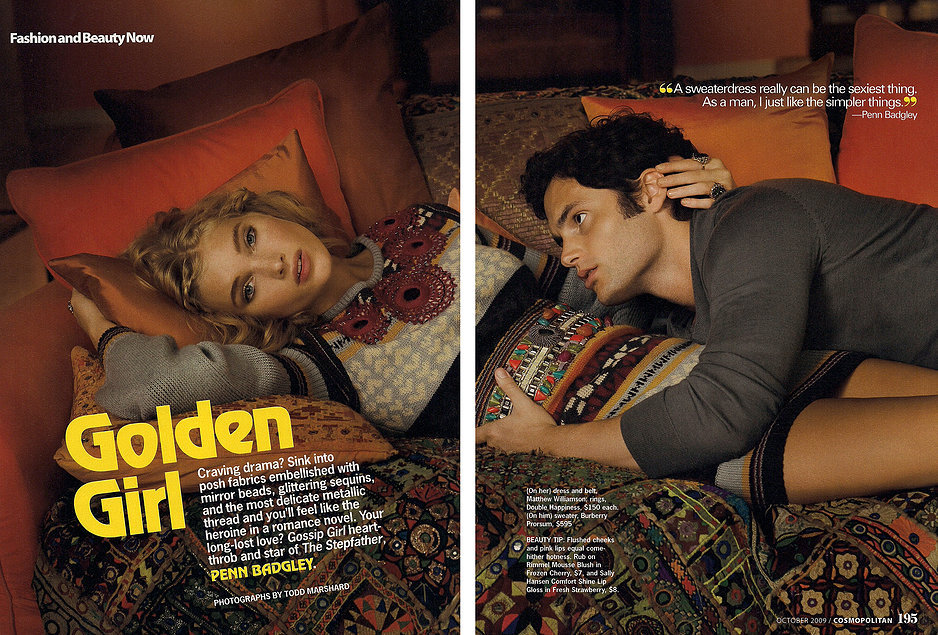 Fashion and Beauty Now
Golden
Girl
Craving drama? Sink into
posh fabrics embellished with
mirror beads, glittering sequins,
and the most delicate metallic
thread and you'll feel like the
heroine in a romance novel. Your
long-lost love? Gossip Girl heart-
throb and star of The Stepfather,
PENN BADGLEY.
PHOTOGRAPHS BY TODD MARSHARD
“A sweaterdress really can be the sexiest thing.
As a man, I just like the simpler things.”
—Penn Badgley
(On her) dress and belt,
Matthew Williamson; rings,
Double Happiness, $150 each.
(On him) sweater, Burberry
Prorsum, $595
BEAUTY TIP: Flushed cheeks
and pink lips equal come-
hither hotness. Rub on
Rimmel Mousse Blush in
Frozen Cherry, $7, and Sally
Hansen Comfort Shine Lip
Gloss in Fresh Strawberry, $8.
OCTOBER 2009 / COSMOPOLITAN 195